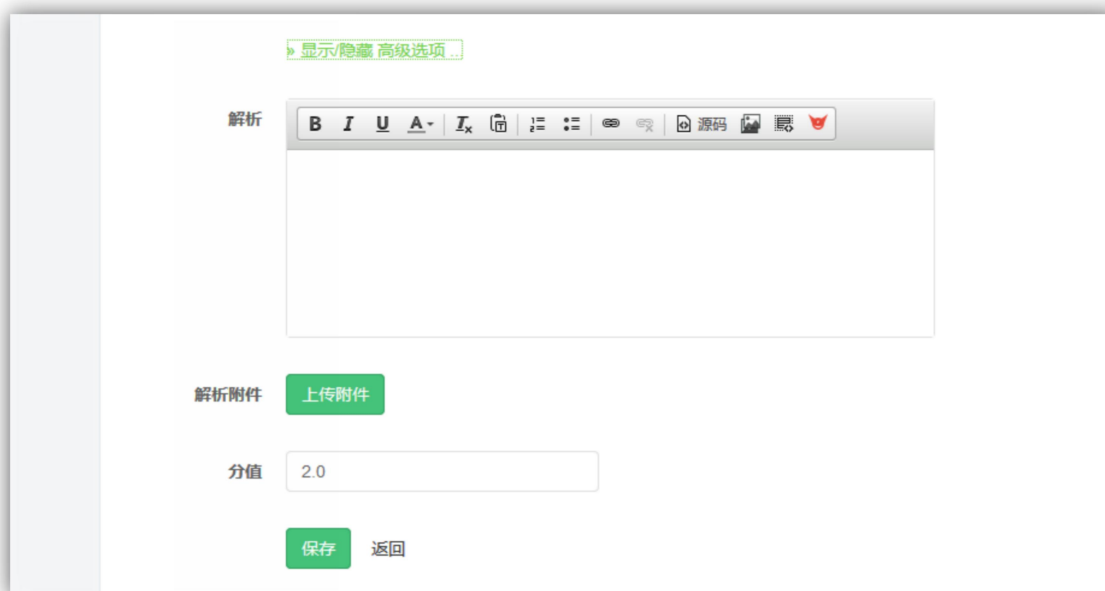 » 显示/隐藏 高级选项 ...
解析
B I U A Tx 源码
解析附件 上传附件
分值 2.0
保存 返回